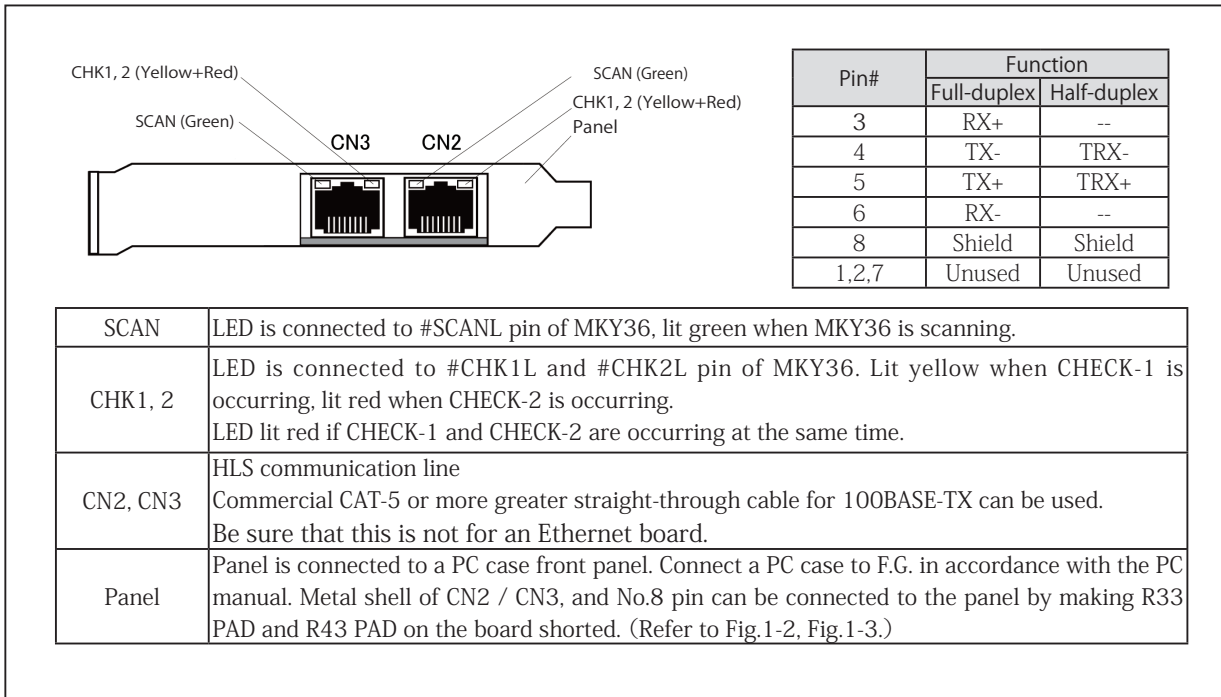 CHK1, 2 (Yellow+Red)
SCAN (Green)
CN3
CN2
SCAN (Green)
CHK1, 2 (Yellow+Red)
Panel
Pin# Function
Full-duplex Half-duplex
3 RX+ --
4 TX- TRX-
5 TX+ TRX+
6 RX- --
8 Shield Shield
1,2,7 Unused Unused
SCAN LED is connected to #SCANL pin of MKY36, lit green when MKY36 is scanning.
CHK1, 2 LED is connected to #CHK1L and #CHK2L pin of MKY36. Lit yellow when CHECK-1 is
occurring, lit red when CHECK-2 is occurring.
LED lit red if CHECK-1 and CHECK-2 are occurring at the same time.
CN2, CN3 HLS communication line
Commercial CAT-5 or more greater straight-through cable for 100BASE-TX can be used.
Be sure that this is not for an Ethernet board.
Panel Panel is connected to a PC case front panel. Connect a PC case to F.G. in accordance with the PC
manual. Metal shell of CN2 / CN3, and No.8 pin can be connected to the panel by making R33
PAD and R43 PAD on the board shorted. (Refer to Fig.1-2, Fig.1-3.)